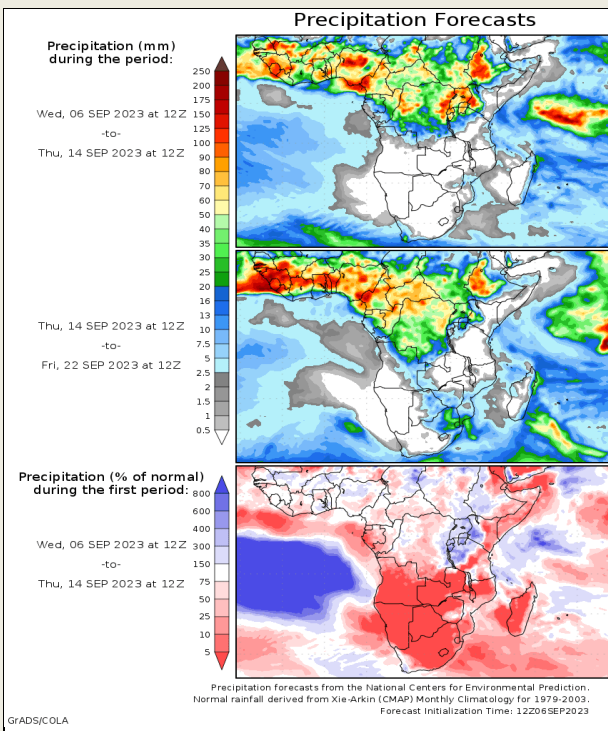 Precipitation Forecasts
Precipitation (mm)
during the period:
Wed, 06 SEP 2023 at 12Z
-to-
Thu, 14 SEP 2023 at 12Z
250
200
175
150
125
100
90
80
70
60
50
40
35
30
25
20
16
13
10
7.5
5
2.5
2
1.5
1
0.5
Thu, 14 SEP 2023 at 12Z
-to-
Fri, 22 SEP 2023 at 12Z
Precipitation (% of normal)
during the first period:
Wed, 06 SEP 2023 at 12Z
-to-
Thu, 14 SEP 2023 at 12Z
800
600
400
300
150
75
50
25
10
5
Precipitation forecasts from the National Centers for Environmental Prediction.
Normal rainfall derived from Xie-Arkin (CMAP) Monthly Climatology for 1979-2003.
Forecast Initialization Time: 12Z06SEP2023
GrADS/COLA